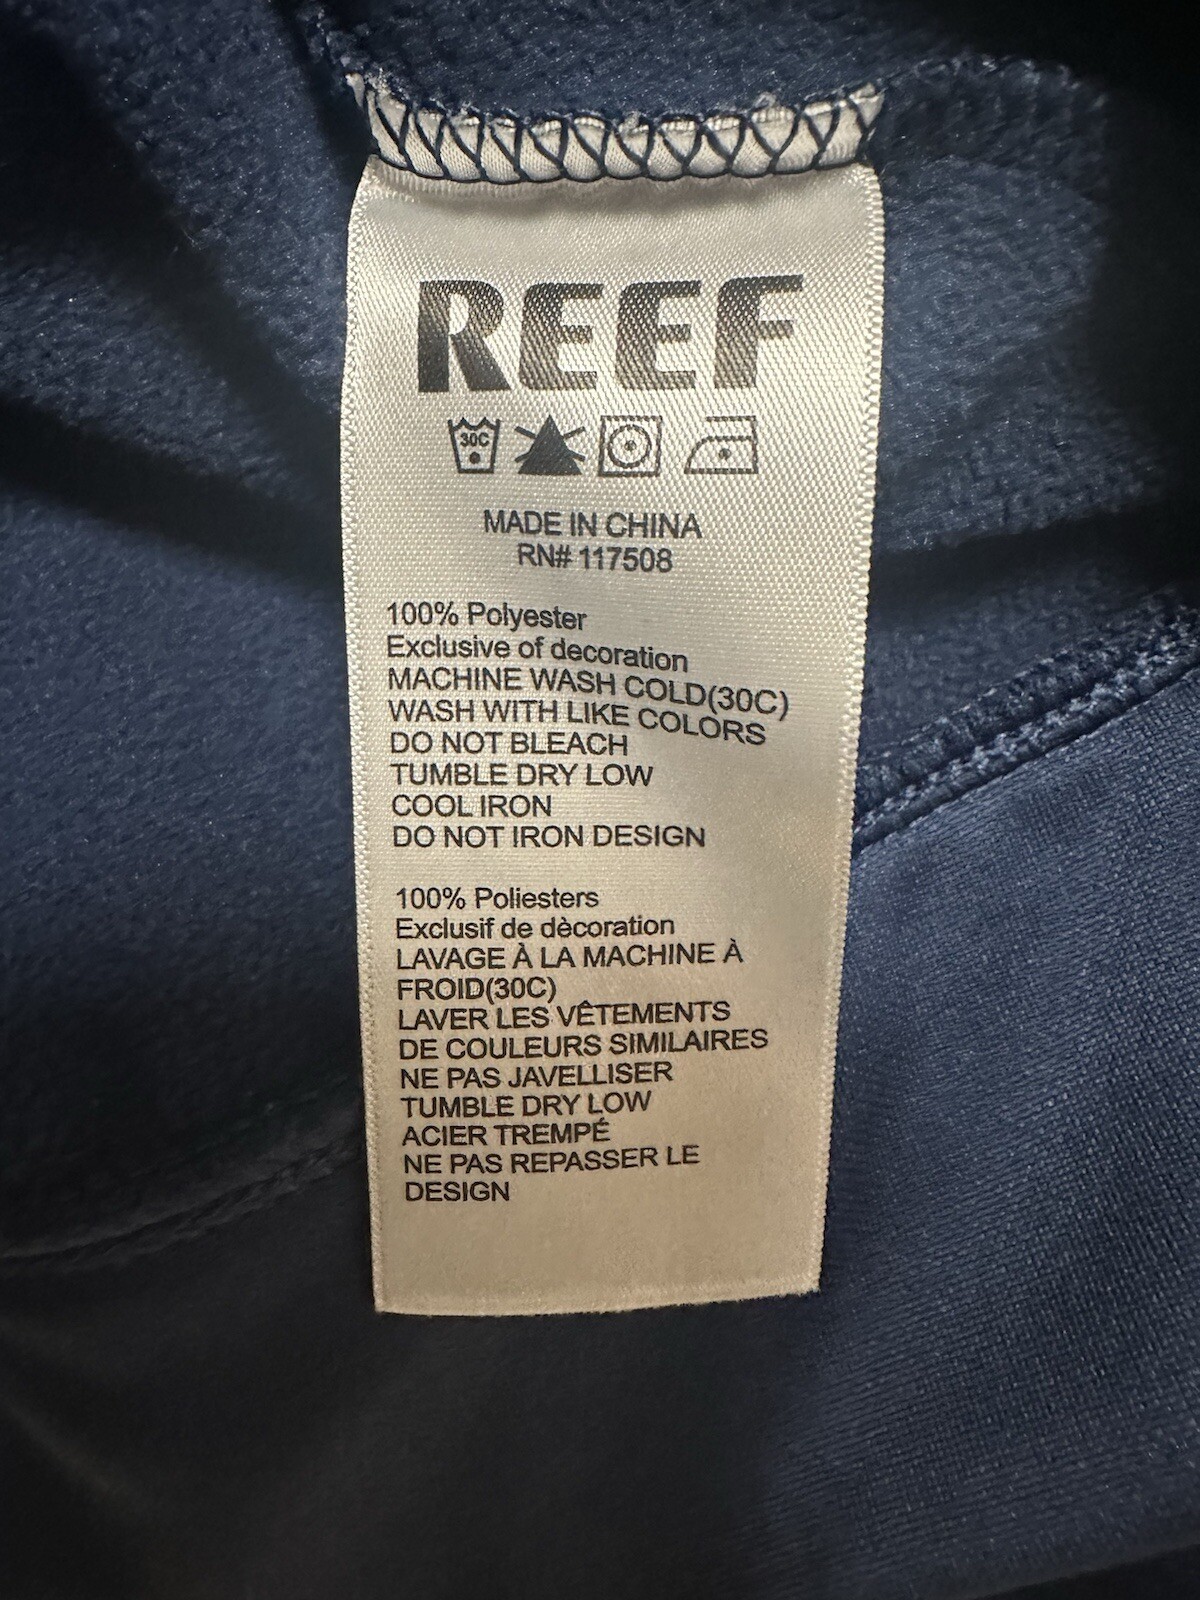 REEF
30C
MADE IN CHINA
RN# 117508
100% Polyester
Exclusive of decoration
MACHINE WASH COLD(30C)
WASH WITH LIKE COLORS
DO NOT BLEACH
TUMBLE DRY LOW
COOL IRON
DO NOT IRON DESIGN
100% Poliesters
Exclusif de dècoration
LAVAGE À LA MACHINE À
FROID(30C)
LAVER LES VÊTEMENTS
DE COULEURS SIMILAIRES
NE PAS JAVELLISER
TUMBLE DRY LOW
ACIER TREMPÉ
NE PAS REPASSER LE
DESIGN